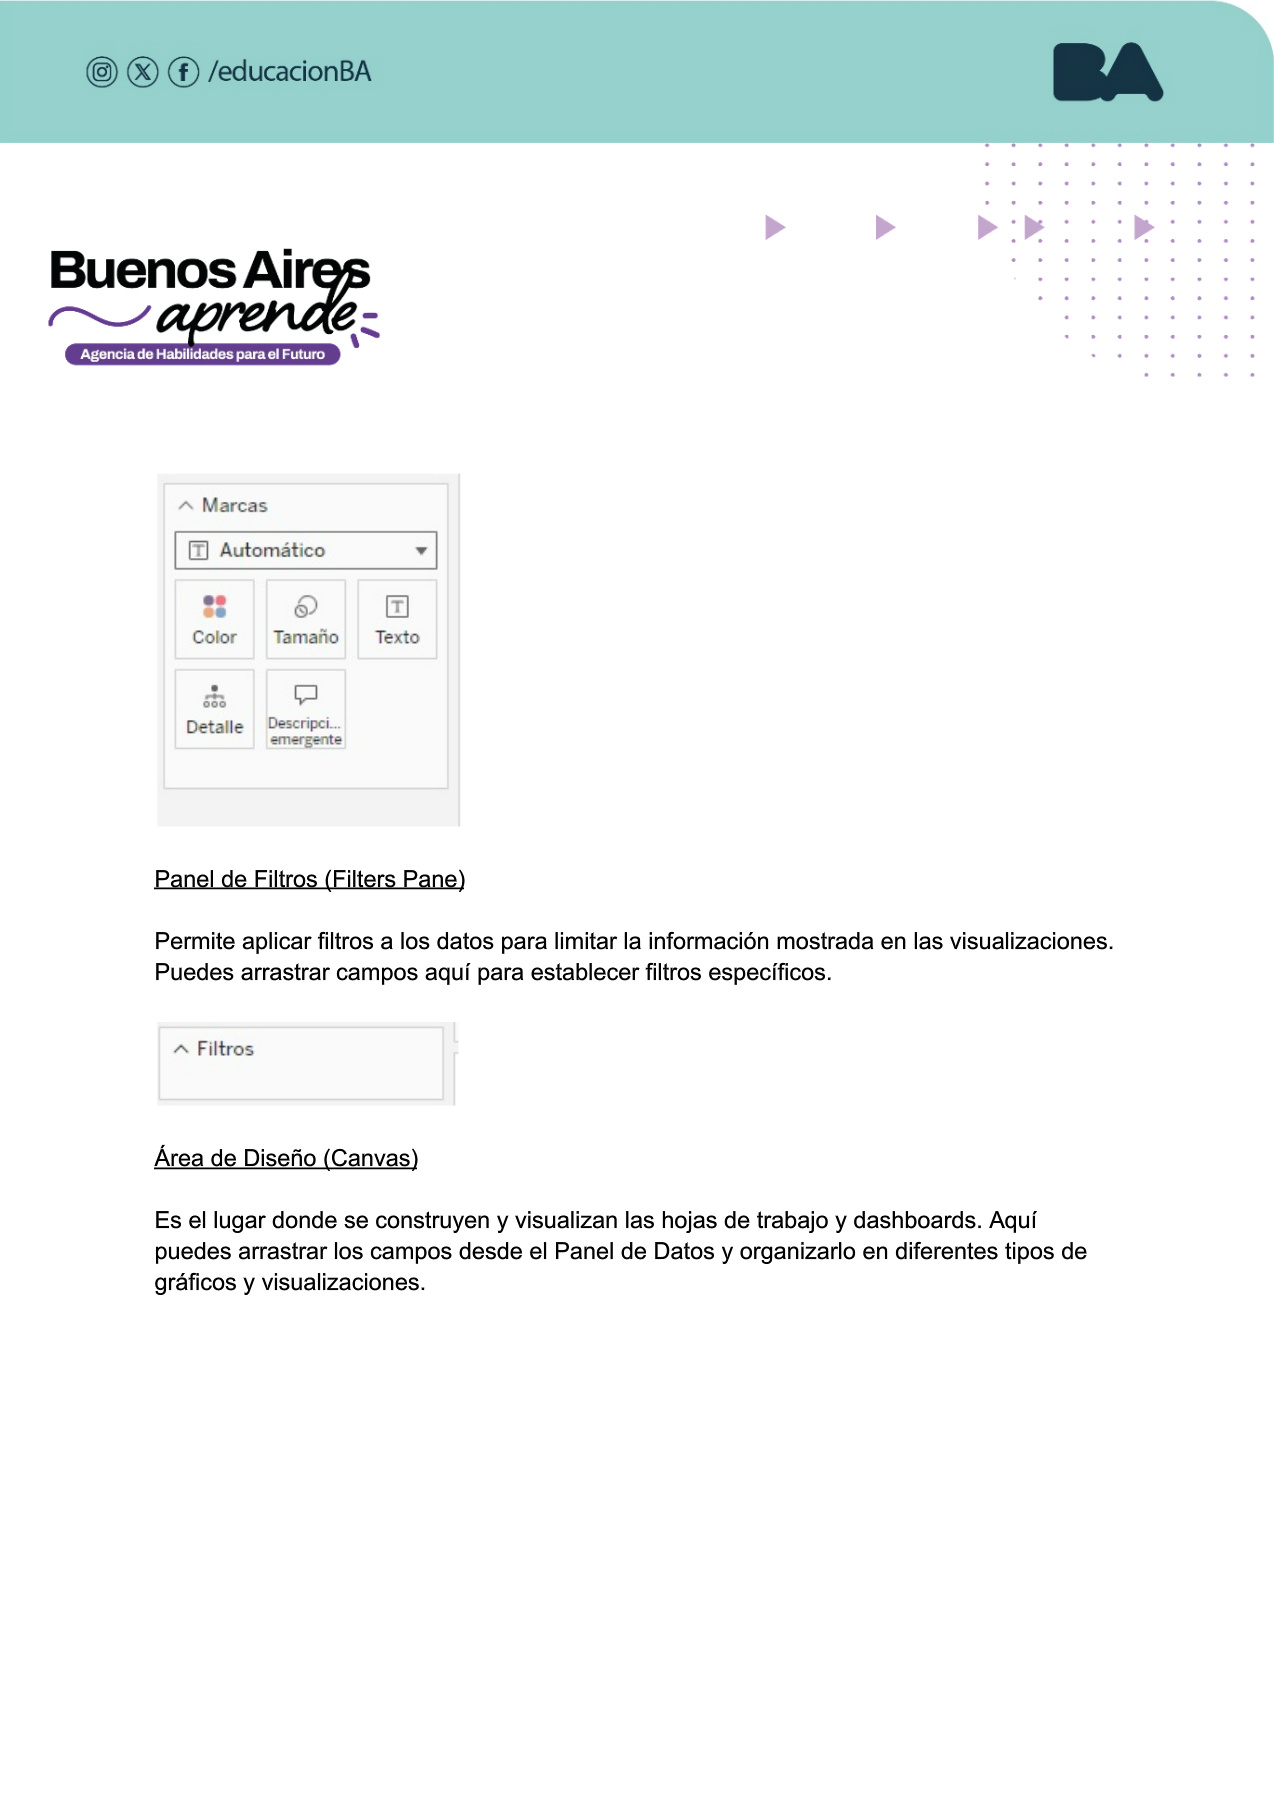 /educacionBA
BA
Buenos Aires
aprende
Agencia de Habilidades para el Futuro
Marcas
Automático
Color
Tamaño
Texto
Detalle
Descripci...
emergente
Panel de Filtros (Filters Pane)
Permite aplicar filtros a los datos para limitar la información mostrada en las visualizaciones.
Puedes arrastrar campos aquí para establecer filtros específicos.
Filtros
Área de Diseño (Canvas)
Es el lugar donde se construyen y visualizan las hojas de trabajo y dashboards. Aquí
puedes arrastrar los campos desde el Panel de Datos y organizarlo en diferentes tipos de
gráficos y visualizaciones.